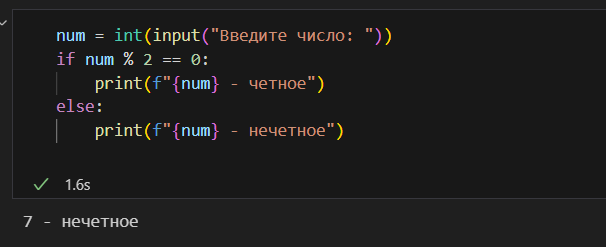 num = int(input("Введите число: "))
if num % 2 == 0:
    print(f"{num} - четное")
else:
    print(f"{num} - нечетное")
1.6s
7 - нечетное